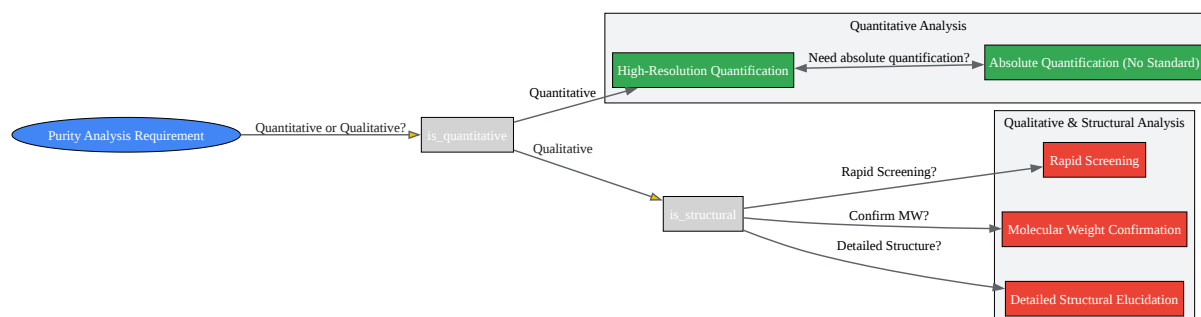 Quantitative Analysis
High-Resolution Quantification
Need absolute quantification?
Absolute Quantification (No Standard)
Quantitative
Purity Analysis Requirement
Quantitative or Qualitative?
is_quantitative
Qualitative
Qualitative & Structural Analysis
Rapid Screening
Rapid Screening?
is_structural
Confirm MW?
Molecular Weight Confirmation
Detailed Structure?
Detailed Structural Elucidation